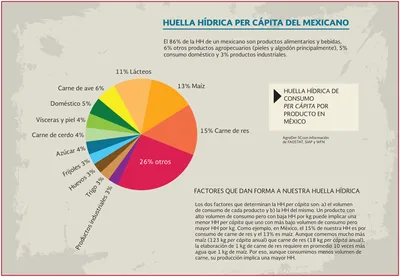 HUELLA HÍDRICA PER CÁPITA DEL MEXICANO
El 86% de la HH de un mexicano son productos alimentarios y bebidas,
6% otros productos agropecuarios (pieles y algodón principalmente), 5%
consumo doméstico y 3% productos industriales.
11% Lácteos
13% Maíz
15% Carne de res
26% otros
Productos industriales 3%
Trigo 3%
Huevos 3%
Frijoles 3%
Azúcar 4%
Carne de cerdo 4%
Vísceras y piel 4%
Doméstico 5%
Carne de ave 6%
HUELLA HÍDRICA DE
CONSUMO
PER CÁPITA POR
PRODUCTO EN
MÉXICO
AgroDer SC con información
de FAOSTAT, SIAP y WFN
FACTORES QUE DAN FORMA A NUESTRA HUELLA HÍDRICA
Los dos factores que determinan la HH per cápita son: a) el volumen
de consumo de cada producto y b) la HH del mismo. Un producto con
alto volumen de consumo pero con baja HH por kg puede implicar una
menor HH per cápita que uno con más bajo volumen de consumo pero
mayor HH por kg. Como ejemplo, en México, el 15% de nuestra HH es por
consumo de carne de res y el 13% es maíz. Aunque comemos mucho más
maíz (123 kg per cápita anual) que carne de res (18 kg per cápita anual),
la elaboración de 1 kg de carne de res requiere en promedio 10 veces más
agua que 1 kg de maíz. Por eso, aunque consumimos menos volumen de
carne, su producción implica una mayor HH.